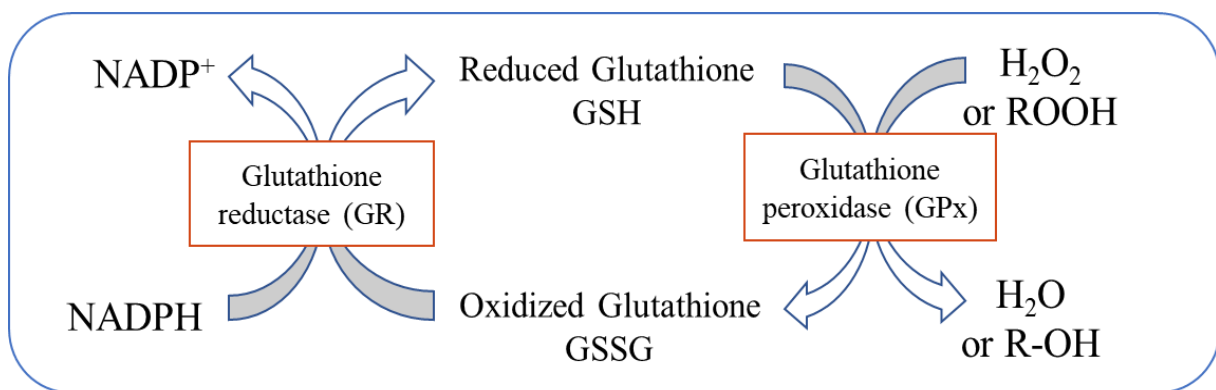 NADP⁺
Reduced Glutathione
GSH
H₂O₂
or ROOH
Glutathione
reductase (GR)
Glutathione
peroxidase (GPx)
NADPH
Oxidized Glutathione
GSSG
H₂O
or R-OH